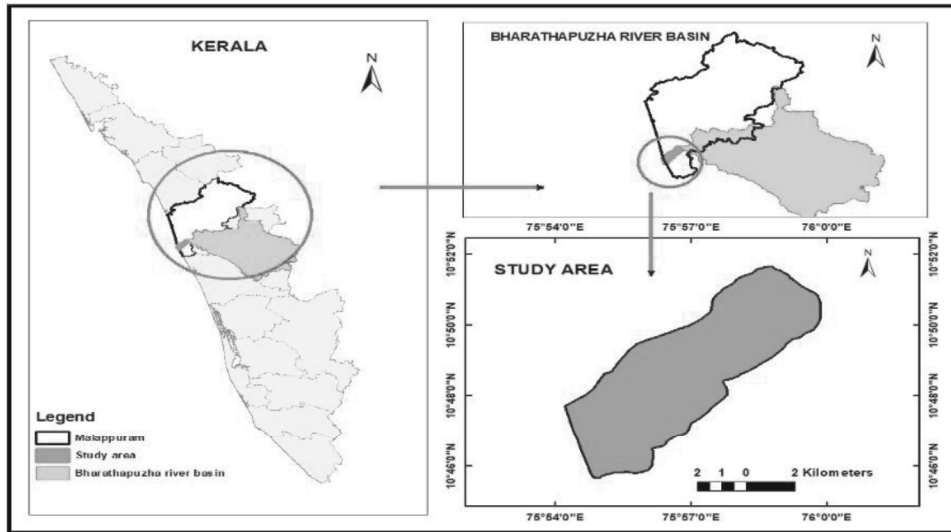 KERALA
N
Legend
Malappuram
Study area
Bharathapuzha river basin
BHARATHAPUZHA RIVER BASIN
N
75°54'0"E 75°57'0"E 76°0'0"E
STUDY AREA
N
10°52'0"N
10°50'0"N
10°48'0"N
10°46'0"N
10°52'0"N
10°50'0"N
10°48'0"N
10°46'0"N
2 1 0 2 Kilometers
75°54'0"E 75°57'0"E 76°0'0"E